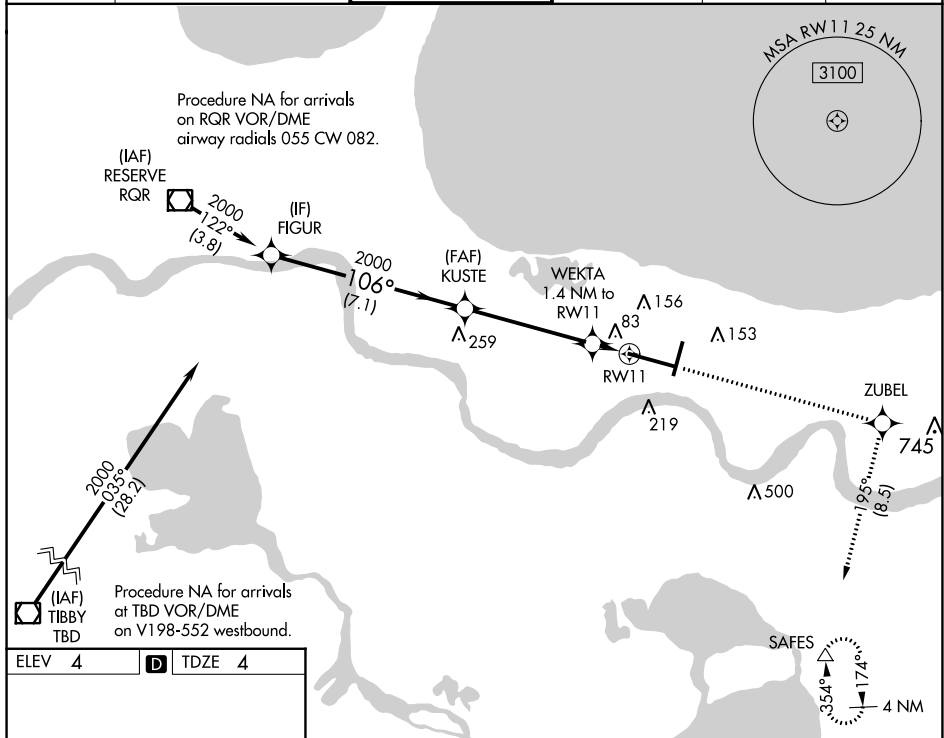 MSA RW11 25 NM
3100
Procedure NA for arrivals
on RQR VOR/DME
airway radials 055 CW 082.
(IAF)
RESERVE
RQR
2000
122°
(3.8)
(IF)
FIGUR
2000
106°
(7.1)
(FAF)
KUSTE
259
WEKTA
1.4 NM to
RW11
83
156
153
RW11
219
500
ZUBEL
745
195°
(8.5)
2000
035°
(28.2)
(IAF)
TIBBY
TBD
Procedure NA for arrivals
at TBD VOR/DME
on V198-552 westbound.
SAFES
354°
174°
4 NM
ELEV 4 D TDZE 4